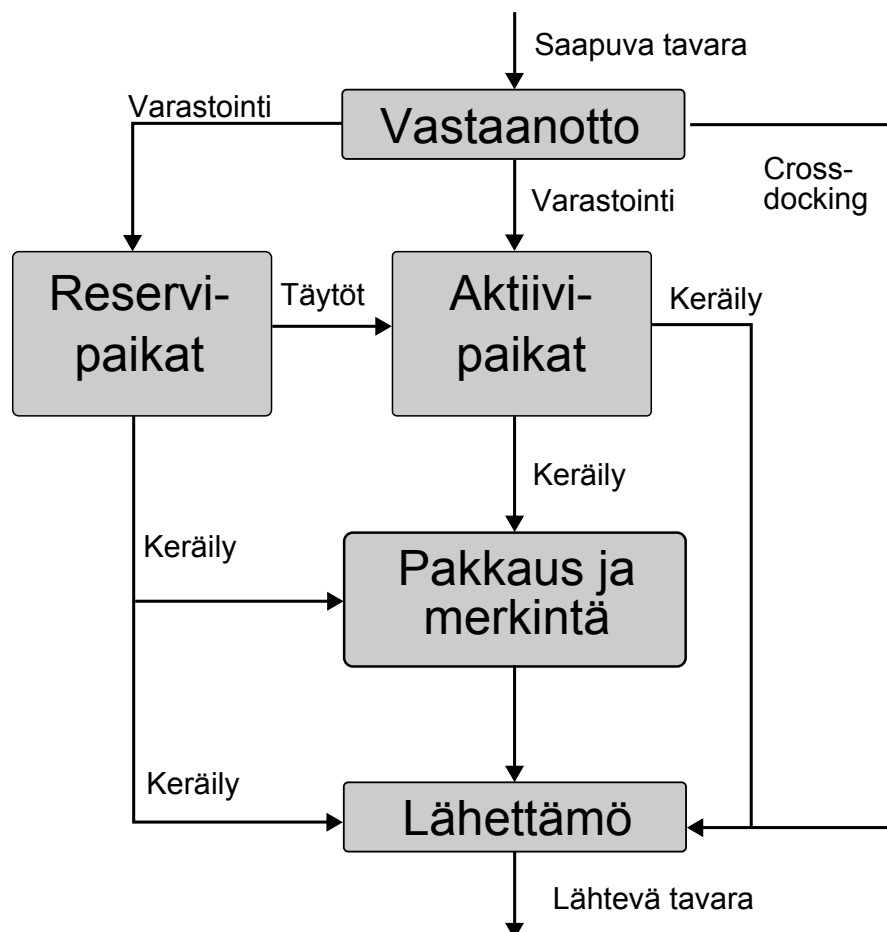 Saapuva tavara
Varastointi
Vastaanotto
Cross-
docking
Varastointi
Reservi-
paikat
Täytöt
Aktiivi-
paikat
Keräily
Keräily
Keräily
Pakkaus ja
merkintä
Keräily
Lähettämö
Lähtevä tavara